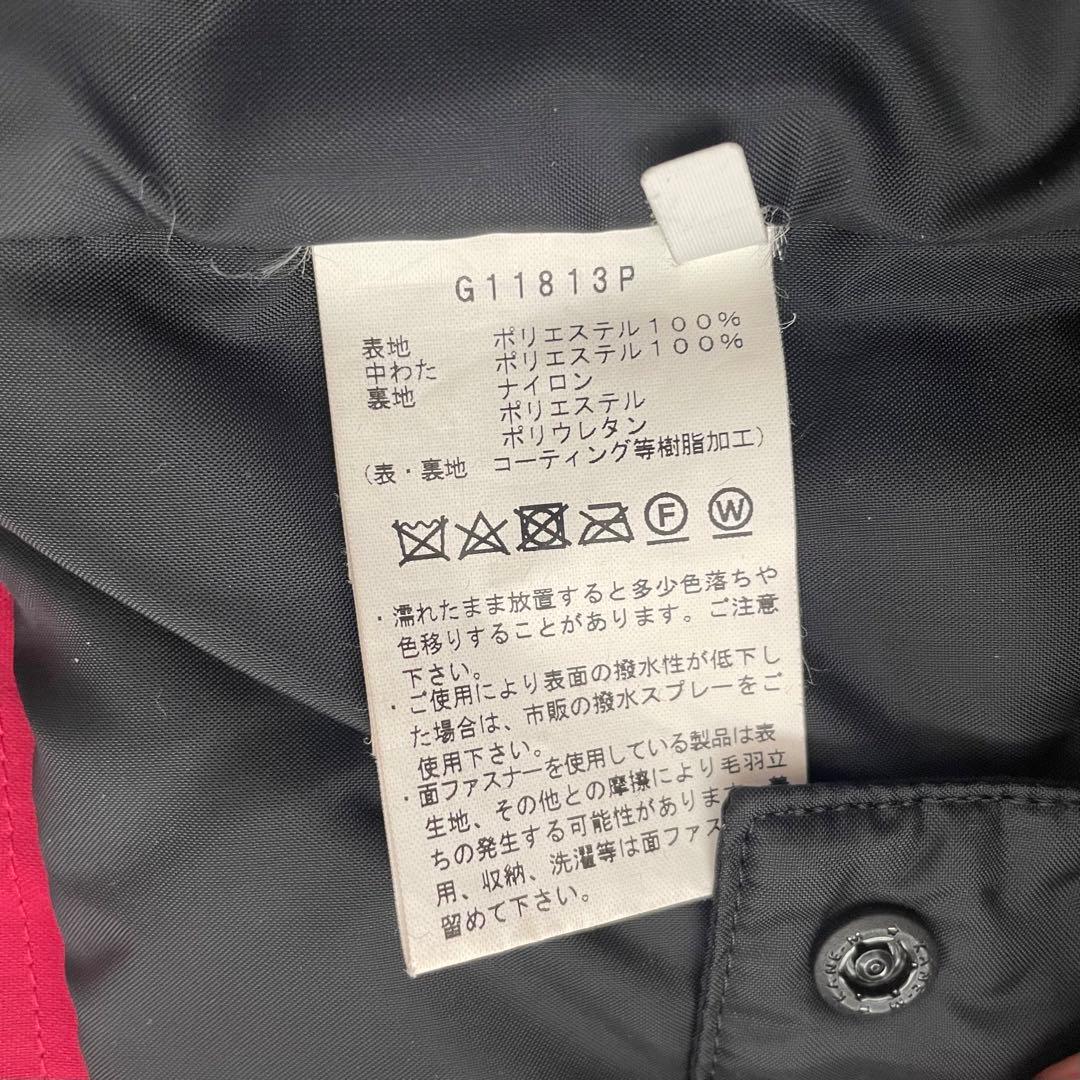 G11813P
表地 ポリエステル100%
中わた ポリエステル100%
裏地 ナイロン
ポリエステル
ポリウレタン
(表・裏地 コーティング等樹脂加工)
F W
・濡れたまま放置すると多少色落ちや
色移りすることがあります。ご注意
下さい。
・ご使用により表面の撥水性が低下し
た場合は、市販の撥水スプレーをご
使用下さい。
・面ファスナーを使用している製品は表
生地、その他との摩擦により毛羽立
ちの発生する可能性があります。着
用、収納、洗濯等は面ファス
留めて下さい。
KANE-M KANE-M